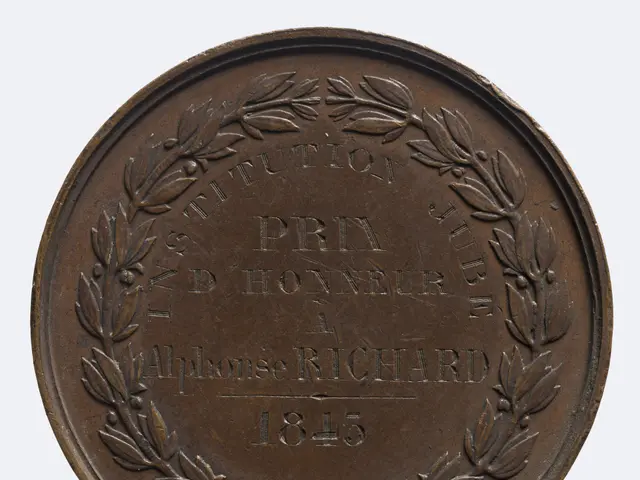 INSTITUTION JUBÉ
PRIX
D HONNEUR
À
Alphonse RICHARD
1845